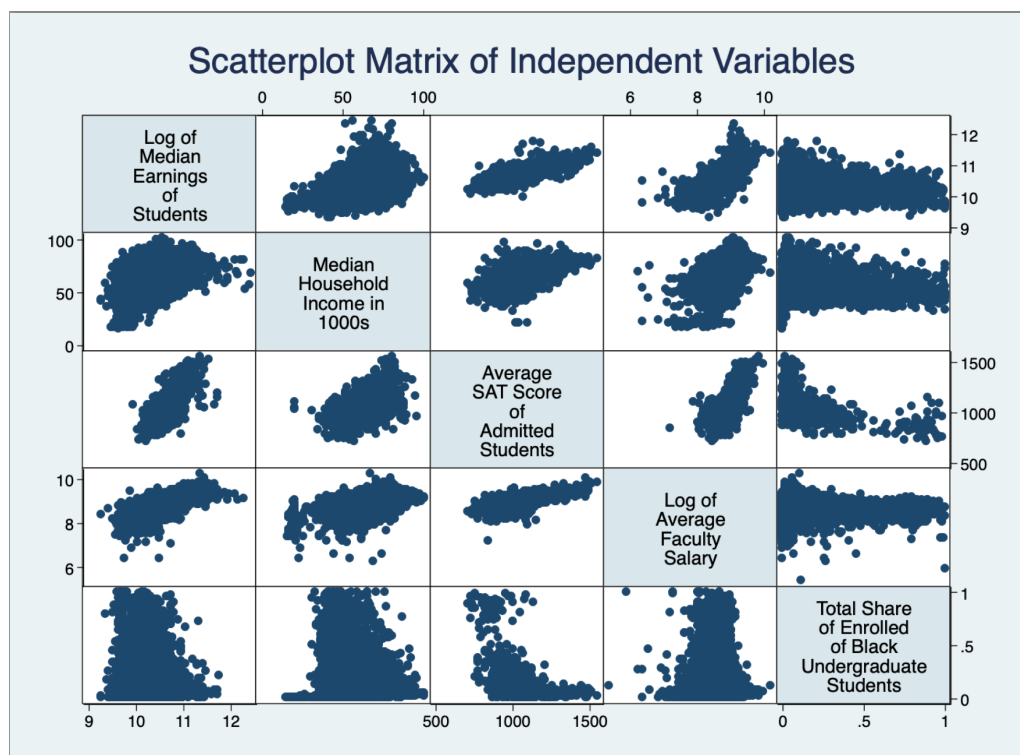 Scatterplot Matrix of Independent Variables
0 50 100 6 8 10
Log of
Median
Earnings
of
Students
12
11
10
9
100
50
0
Median
Household
Income in
1000s
Average
SAT Score
of
Admitted
Students
1500
1000
500
10
8
6
Log of
Average
Faculty
Salary
Total Share
of Enrolled
of Black
Undergraduate
Students
1
.5
0
9 10 11 12 500 1000 1500 0 .5 1